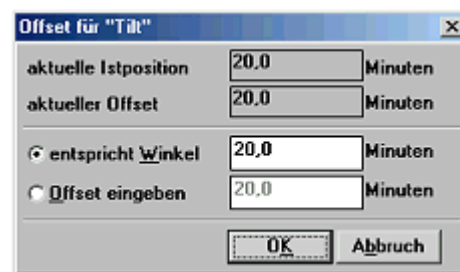 Offset für "Tilt"
aktuelle Istposition 20,0 Minuten
aktueller Offset 20,0 Minuten
entspricht Winkel 20,0 Minuten
Offset eingeben 20,0 Minuten
OK Abbruch